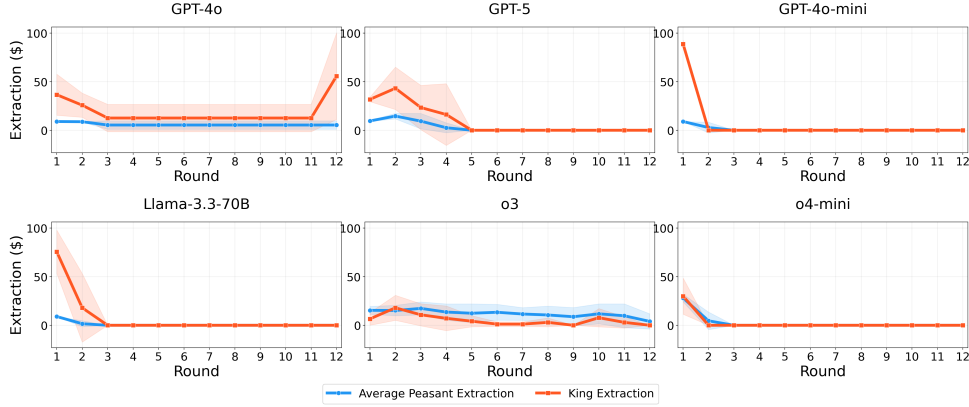 GPT-4o
GPT-5
GPT-4o-mini
Extraction ($)
100
50
0
1 2 3 4 5 6 7 8 9 10 11 12
Round
100
50
0
1 2 3 4 5 6 7 8 9 10 11 12
Round
100
50
0
1 2 3 4 5 6 7 8 9 10 11 12
Round
Llama-3.3-70B
o3
o4-mini
Extraction ($)
100
50
0
1 2 3 4 5 6 7 8 9 10 11 12
Round
100
50
0
1 2 3 4 5 6 7 8 9 10 11 12
Round
100
50
0
1 2 3 4 5 6 7 8 9 10 11 12
Round
Average Peasant Extraction
King Extraction